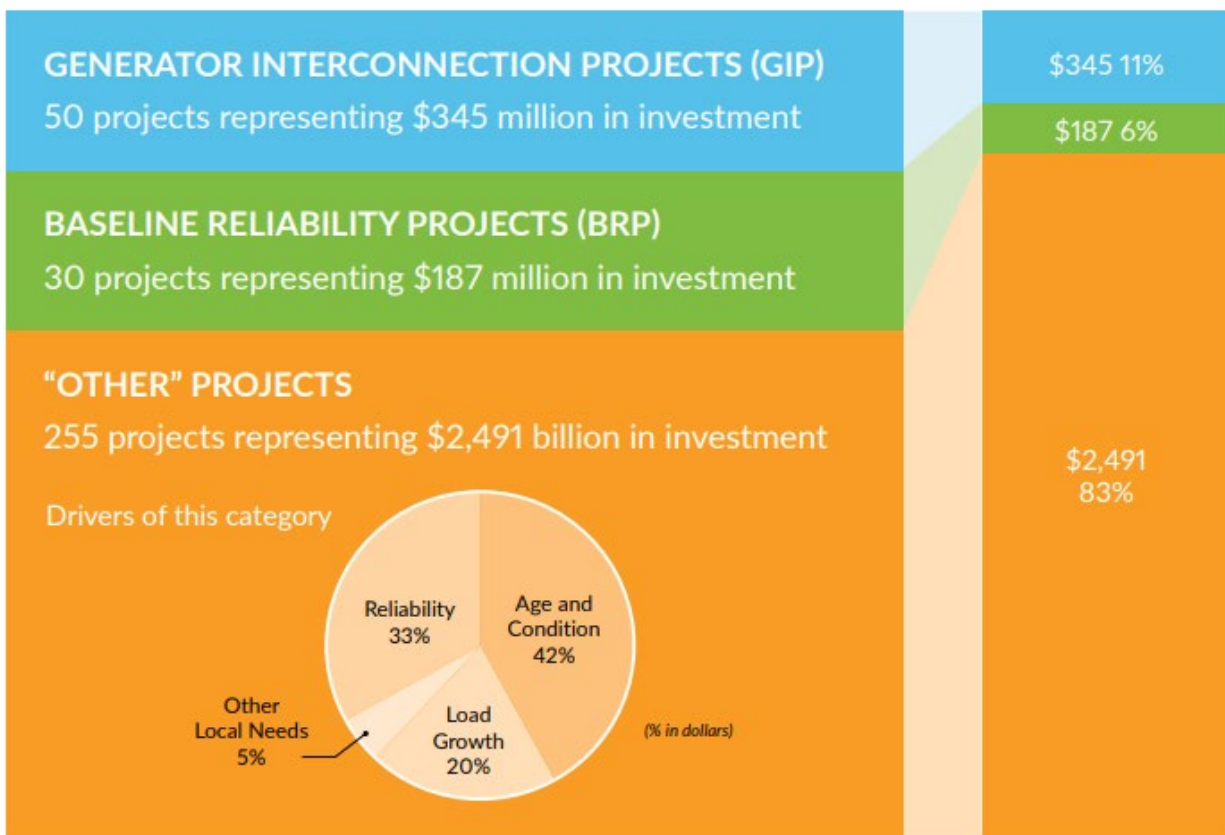 GENERATOR INTERCONNECTION PROJECTS (GIP)
50 projects representing $345 million in investment
$345 11%
BASELINE RELIABILITY PROJECTS (BRP)
30 projects representing $187 million in investment
$187 6%
“OTHER” PROJECTS
255 projects representing $2,491 billion in investment
$2,491
83%
Drivers of this category
Reliability
33%
Age and
Condition
42%
Other
Local Needs
5%
Load
Growth
20%
(% in dollars)